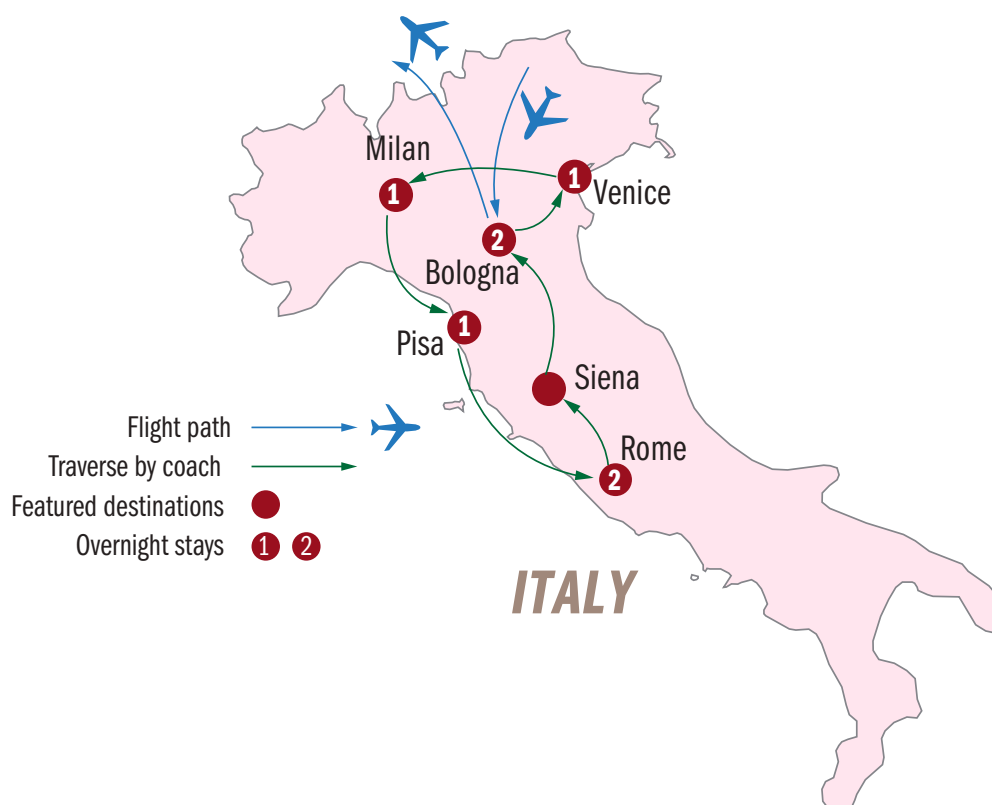 Milan
1
1
Venice
2
Bologna
1
Pisa
Siena
Rome
2
Flight path
Traverse by coach
Featured destinations
Overnight stays 1 2
ITALY